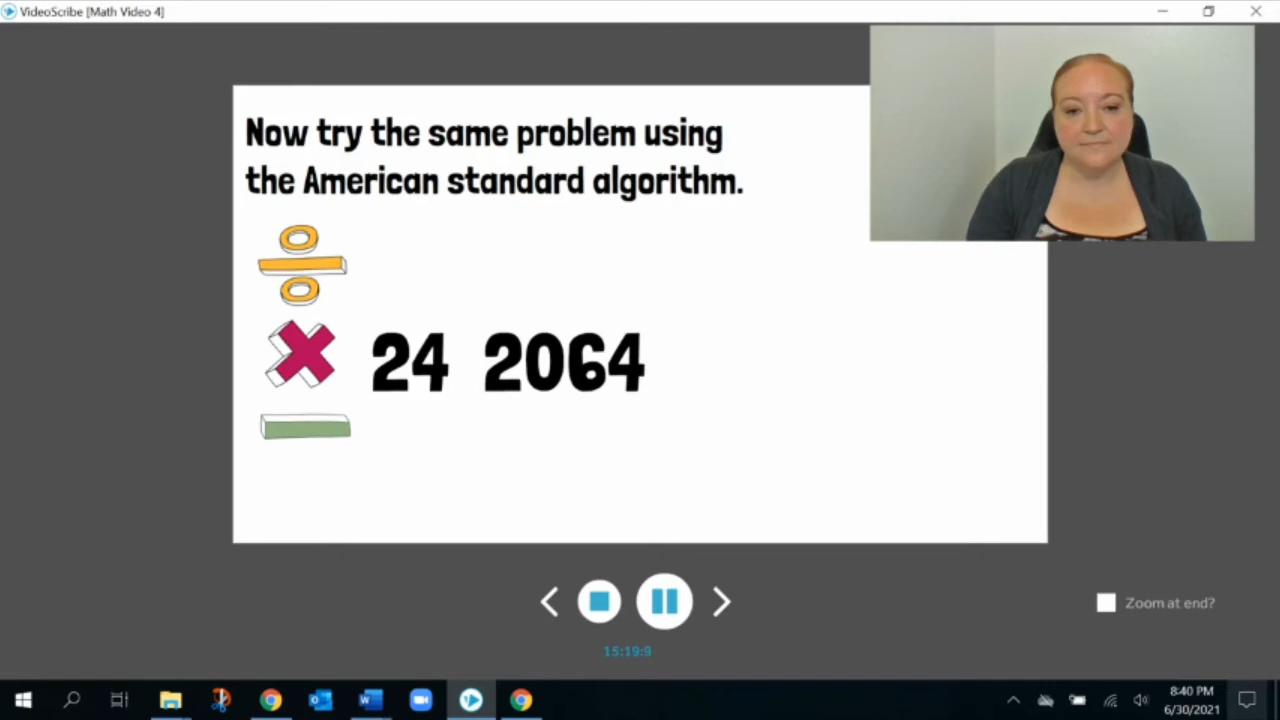 VideoScribe [Math Video 4]
Now try the same problem using
the American standard algorithm.
24 2064
Zoom at end?
15:19:9
8:40 PM
6/30/2021